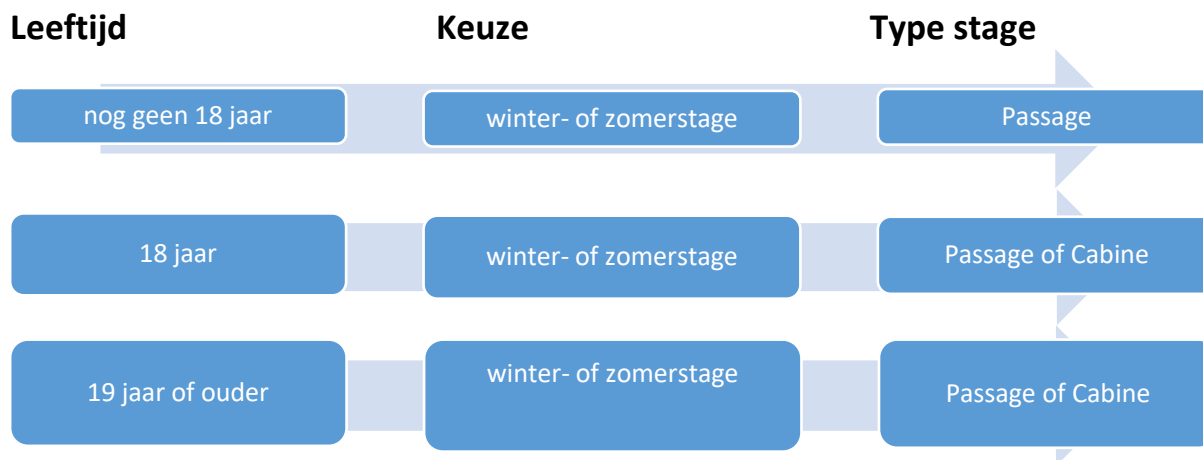 Leeftijd Keuze Type stage
nog geen 18 jaar winter- of zomerstage Passage
18 jaar winter- of zomerstage Passage of Cabine
19 jaar of ouder winter- of zomerstage Passage of Cabine